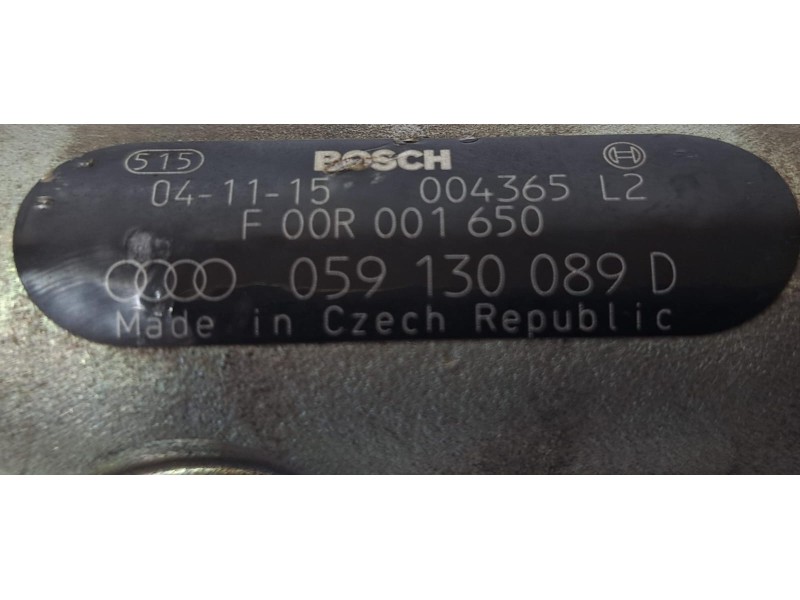 515 BOSCH
04-11-15 004365 L2
F 00R 001 650
059 130 089 D
Made in Czech Republic